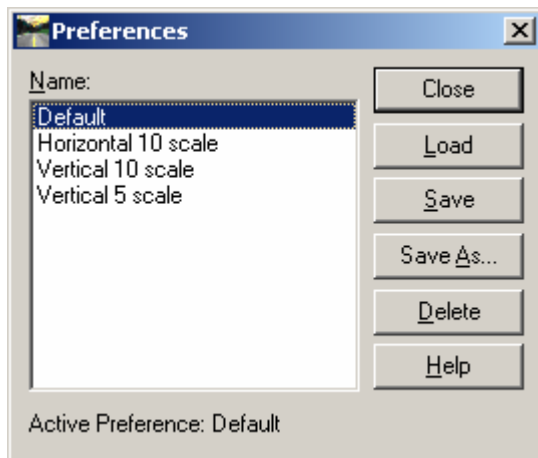 Preferences
Name:
Default
Horizontal 10 scale
Vertical 10 scale
Vertical 5 scale
Close
Load
Save
Save As...
Delete
Help
Active Preference: Default